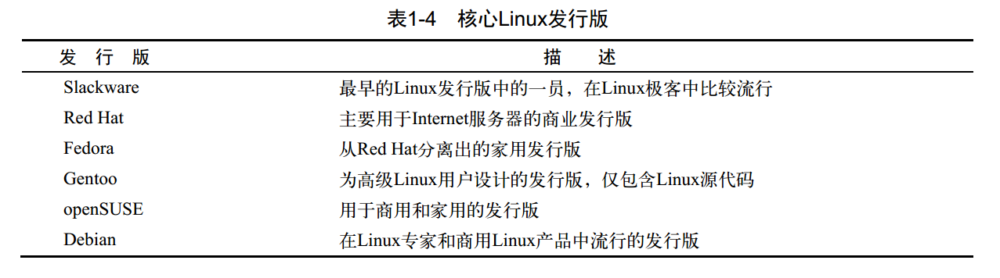 表1-4 核心Linux发行版
发 行 版 描 述
Slackware 最早的Linux发行版中的一员，在Linux极客中比较流行
Red Hat 主要用于Internet服务器的商业发行版
Fedora 从Red Hat分离出的家用发行版
Gentoo 为高级Linux用户设计的发行版，仅包含Linux源代码
openSUSE 用于商用和家用的发行版
Debian 在Linux专家和商用Linux产品中流行的发行版